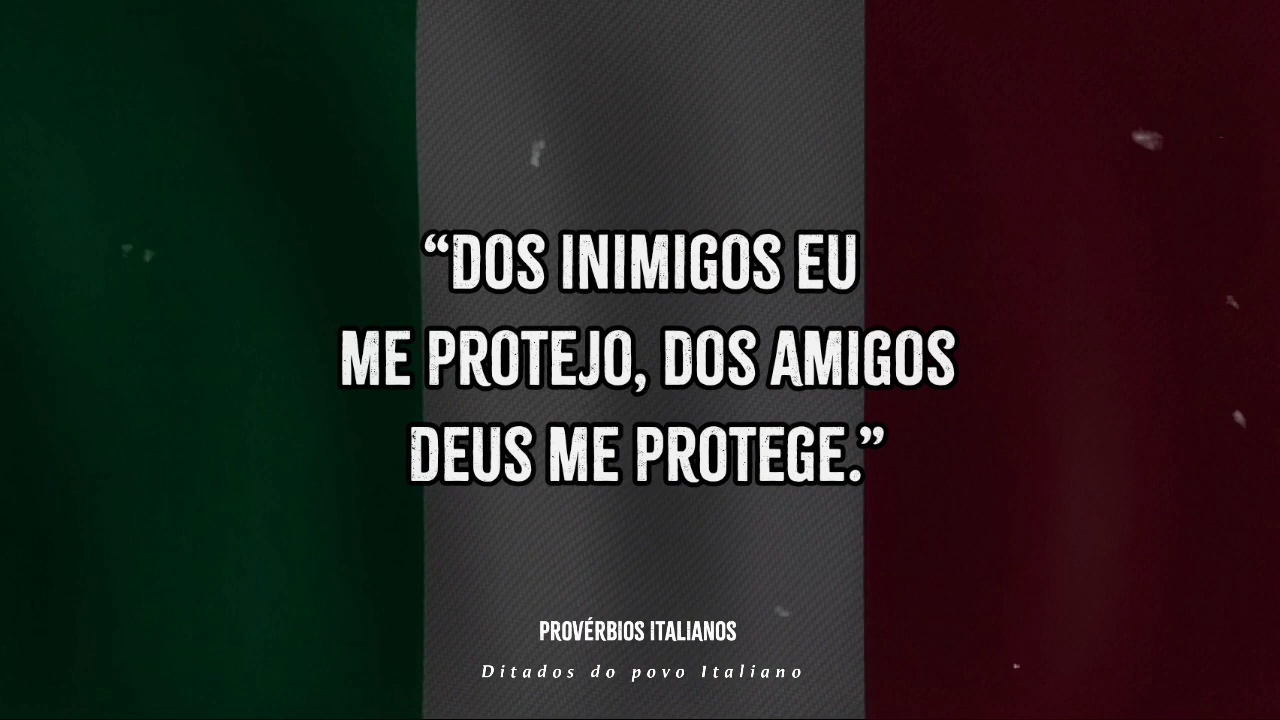 “DOS INIMIGOS EU
ME PROTEJO, DOS AMIGOS
DEUS ME PROTEGE.”
PROVÉRBIOS ITALIANOS
Ditados do povo Italiano